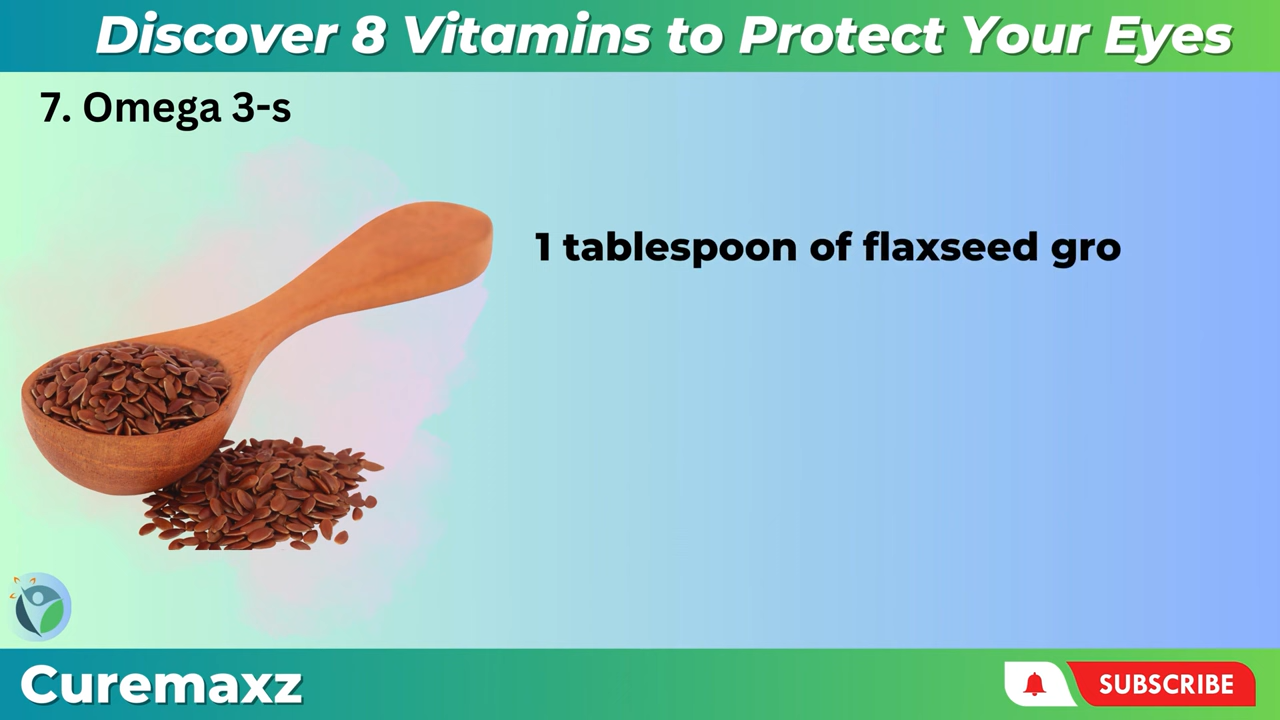 Discover 8 Vitamins to Protect Your Eyes
7. Omega 3-s
1 tablespoon of flaxseed gro
Curemaxz
SUBSCRIBE